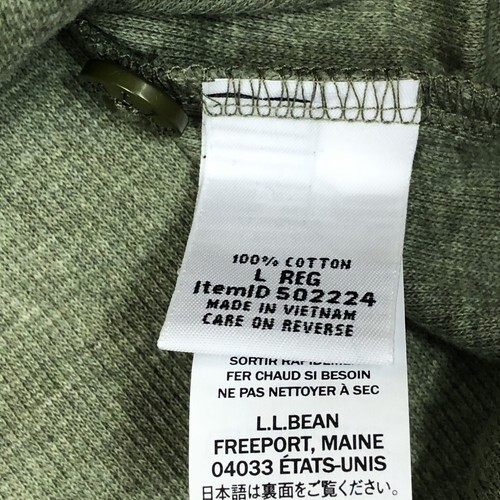 100% COTTON
L REG
ItemID 502224
MADE IN VIETNAM
CARE ON REVERSE
SORTIR RAPIDEMENT
FER CHAUD SI BESOIN
NE PAS NETTOYER À SEC
L.L.BEAN
FREEPORT, MAINE
04033 ÉTATS-UNIS
日本語は裏面をご覧ください。